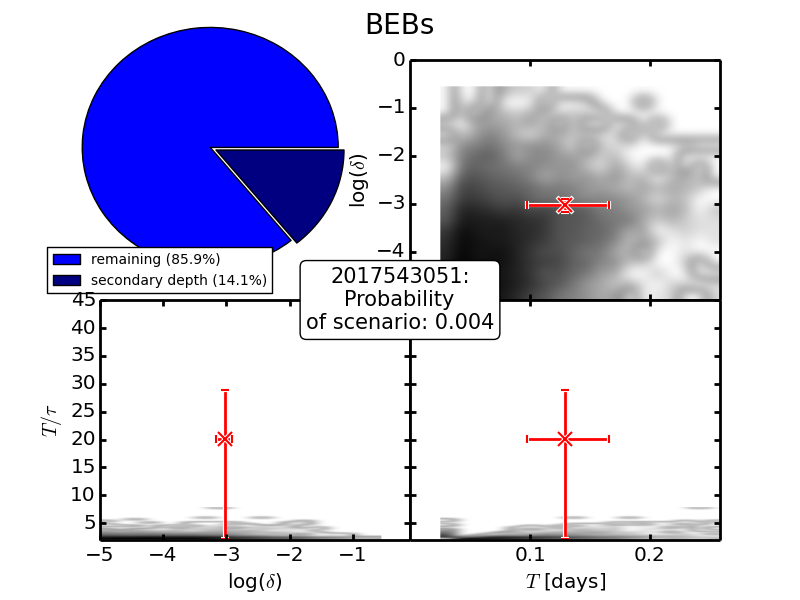 BEBs
0
−1
−2
−3
−4
log(δ)
remaining (85.9%)
secondary depth (14.1%)
2017543051:
Probability
of scenario: 0.004
45
40
35
30
25
20
15
10
5
T/τ
−5 −4 −3 −2 −1
log(δ)
0.1 0.2
T [days]